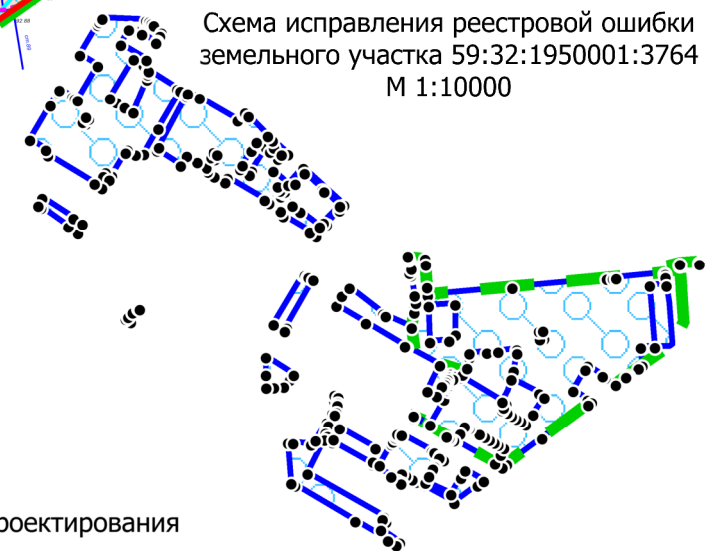 Схема исправления реестровой ошибки
земельного участка 59:32:1950001:3764
М 1:10000
роектирования